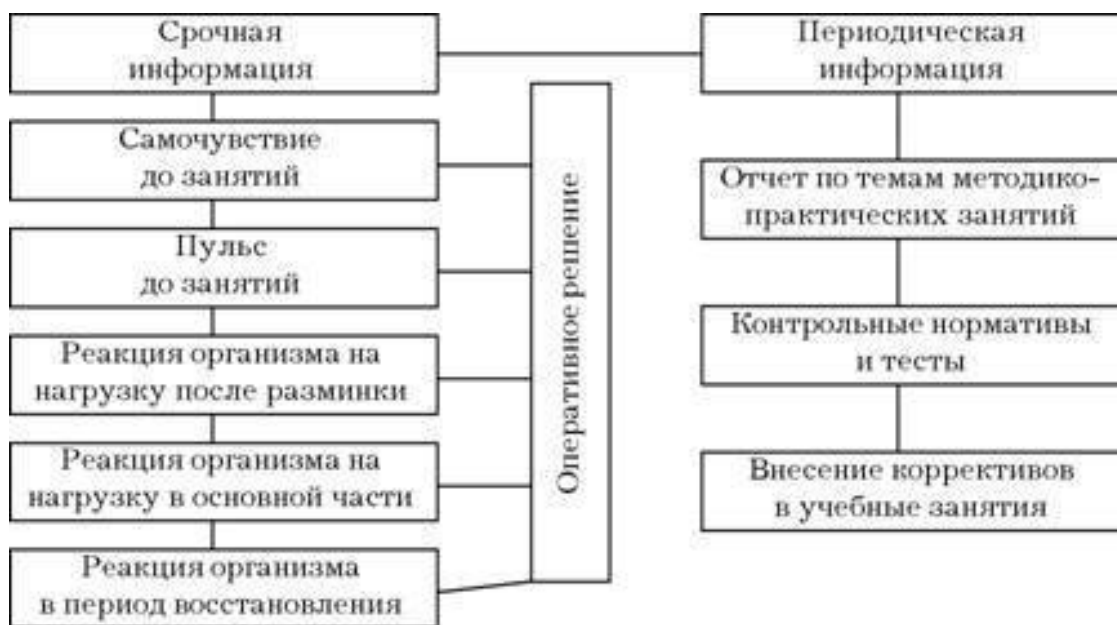 Срочная
информация
Самочувствие
до занятий
Пульс
до занятий
Реакция организма на
нагрузку после разминки
Реакция организма на
нагрузку в основной части
Реакция организма
в период восстановления
Оперативное решение
Периодическая
информация
Отчет по темам методико-
практических занятий
Контрольные нормативы
и тесты
Внесение коррективов
в учебные занятия